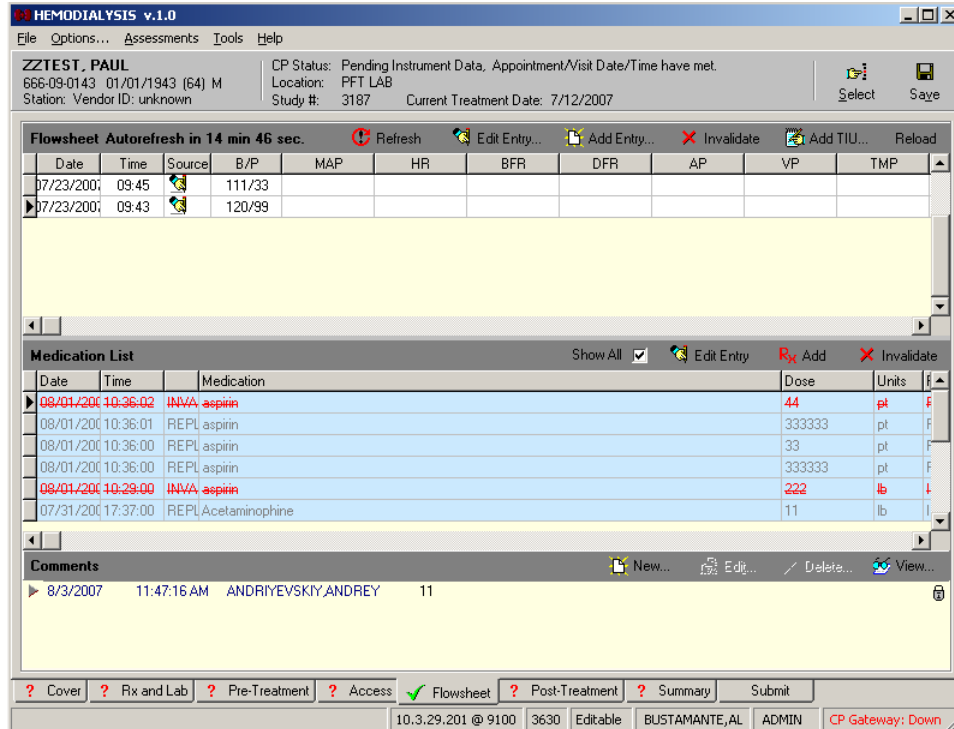 HEMODIALYSIS v.1.0
File Options... Assessments Tools Help
ZZTEST, PAUL
666-09-0143 01/01/1943 (64) M
Station: Vendor ID: unknown
CP Status: Pending Instrument Data, Appointment/Visit Date/Time have met.
Location: PFT LAB
Study #: 3187 Current Treatment Date: 7/12/2007
Select Save
Flowsheet Autorefresh in 14 min 46 sec. Refresh Edit Entry... Add Entry... Invalidate Add TIU... Reload
Date Time Source B/P MAP HR BFR DFR AP VP TMP
07/23/2007 09:45 111/33
07/23/2007 09:43 120/99
Medication List Show All Edit Entry Rx Add Invalidate
Date Time Medication Dose Units
08/01/200 10:36:02 INVA aspirin 44 pt
08/01/200 10:36:01 REPL aspirin 333333 pt
08/01/200 10:36:00 REPL aspirin 33 pt
08/01/200 10:36:00 REPL aspirin 333333 pt
08/01/200 10:29:00 INVA aspirin 222 lb
07/31/200 17:37:00 REPL Acetaminophine 11 lb
Comments New... Edit... Delete... View...
8/3/2007 11:47:16 AM ANDRIYEVSKIY,ANDREY 11
? Cover ? Rx and Lab ? Pre-Treatment ? Access Flowsheet ? Post-Treatment ? Summary Submit
10.3.29.201 @ 9100 3630 Editable BUSTAMANTE,AL ADMIN CP Gateway: Down